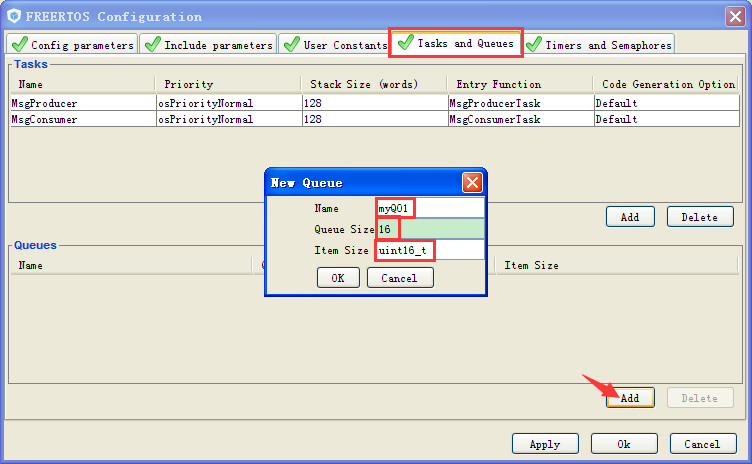 FREERTOS Configuration
Config parameters Include parameters User Constants Tasks and Queues Timers and Semaphores
Tasks
Name Priority Stack Size (words) Entry Function Code Generation Option
MsgProducer osPriorityNormal 128 MsgProducerTask Default
MsgConsumer osPriorityNormal 128 MsgConsumerTask Default
New Queue
Name myQ01
Queue Size 16
Item Size uint16_t
OK Cancel
Add Delete
Queues
Name Item Size
Add Delete
Apply Ok Cancel